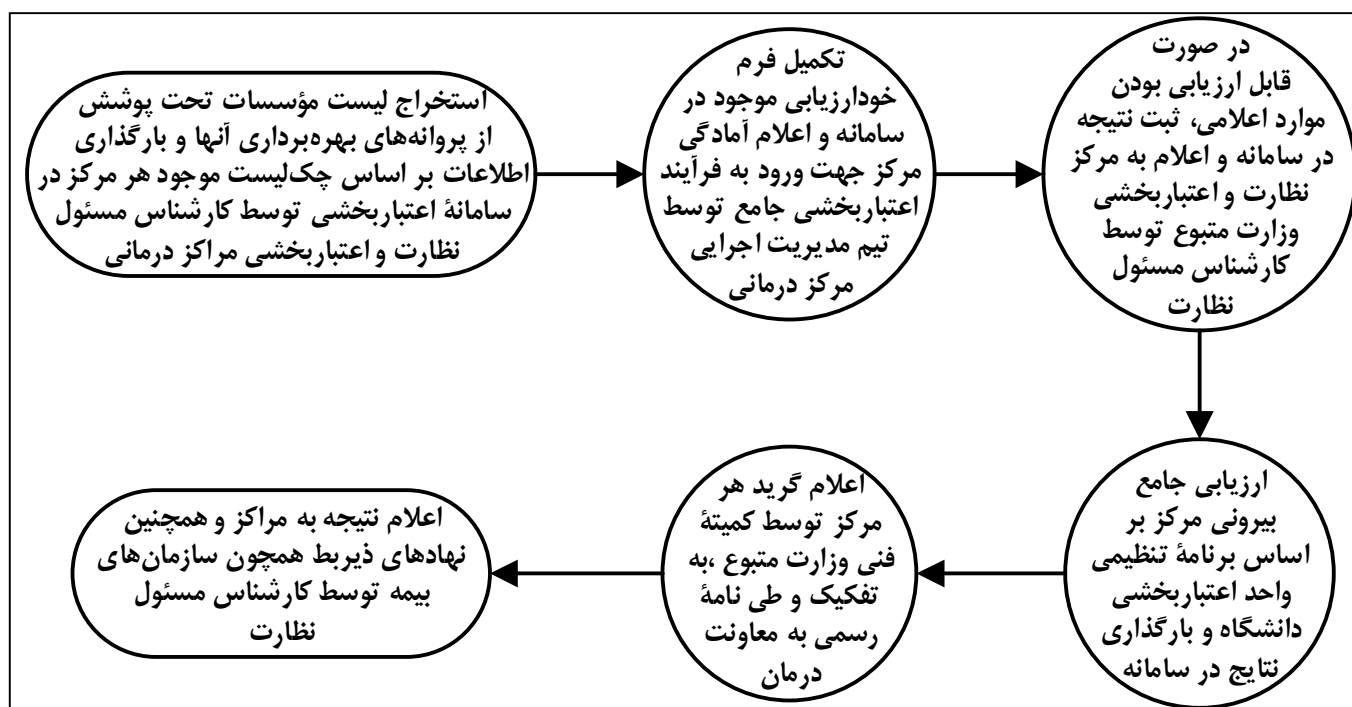 استخراج لیست مؤسسات تحت پوشش
از پروانه‌های بهره‌برداری آنها و بارگذاری
اطلاعات بر اساس چک‌لیست موجود هر مرکز در
سامانهٔ اعتباربخشی توسط کارشناس مسئول
نظارت و اعتباربخشی مراکز درمانی
تکمیل فرم
خودارزیابی موجود در
سامانه و اعلام آمادگی
مرکز جهت ورود به فرآیند
اعتباربخشی جامع توسط
تیم مدیریت اجرایی
مرکز درمانی
در صورت
قابل ارزیابی بودن
موارد اعلامی، ثبت نتیجه
در سامانه و اعلام به مرکز
نظارت و اعتباربخشی
وزارت متبوع توسط
کارشناس مسئول
نظارت
ارزیابی جامع
بیرونی مرکز بر
اساس برنامهٔ تنظیمی
واحد اعتباربخشی
دانشگاه و بارگذاری
نتایج در سامانه
اعلام گرید هر
مرکز توسط کمیتهٔ
فنی وزارت متبوع ،به
تفکیک و طی نامهٔ
رسمی به معاونت
درمان
اعلام نتیجه به مراکز و همچنین
نهادهای ذیربط همچون سازمان‌های
بیمه توسط کارشناس مسئول
نظارت